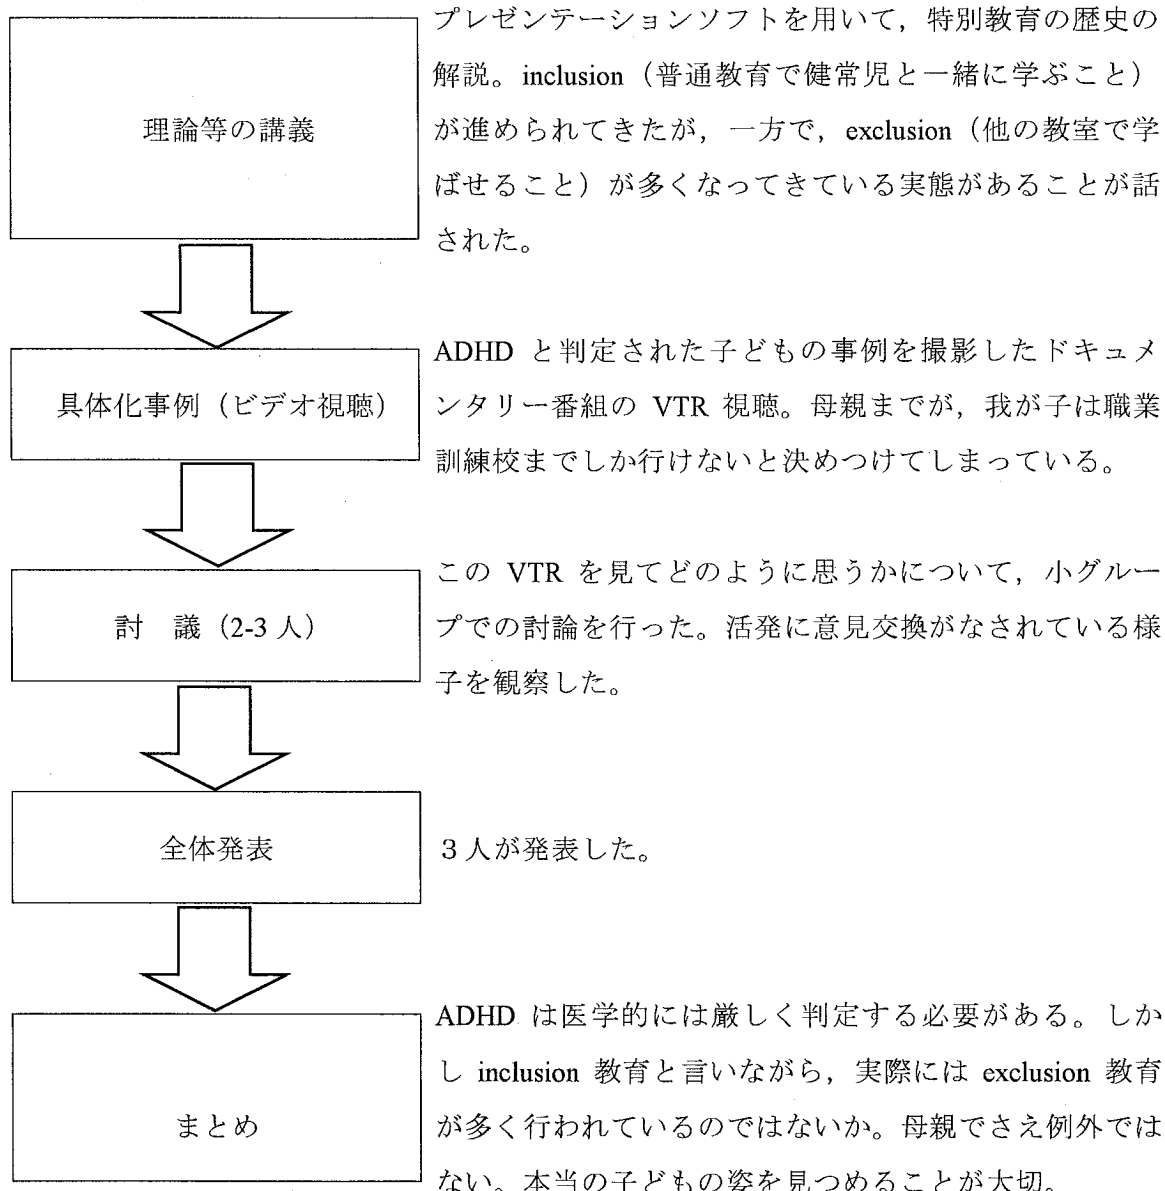 理論等の講義
プレゼンテーションソフトを用いて，特別教育の歴史の
解説。inclusion（普通教育で健常児と一緒に学ぶこと）
が進められてきたが，一方で，exclusion（他の教室で学
ばせること）が多くなってきている実態があることが話
された。
具体化事例（ビデオ視聴）
ADHD と判定された子どもの事例を撮影したドキュメ
ンタリー番組の VTR 視聴。母親までが，我が子は職業
訓練校までしか行けないと決めつけてしまっている。
討　議（2-3 人）
この VTR を見てどのように思うかについて，小グルー
プでの討論を行った。活発に意見交換がなされている様
子を観察した。
全体発表
３人が発表した。
まとめ
ADHD は医学的には厳しく判定する必要がある。しか
し inclusion 教育と言いながら，実際には exclusion 教育
が多く行われているのではないか。母親でさえ例外では
ない。本当の子どもの姿を見つめることが大切。